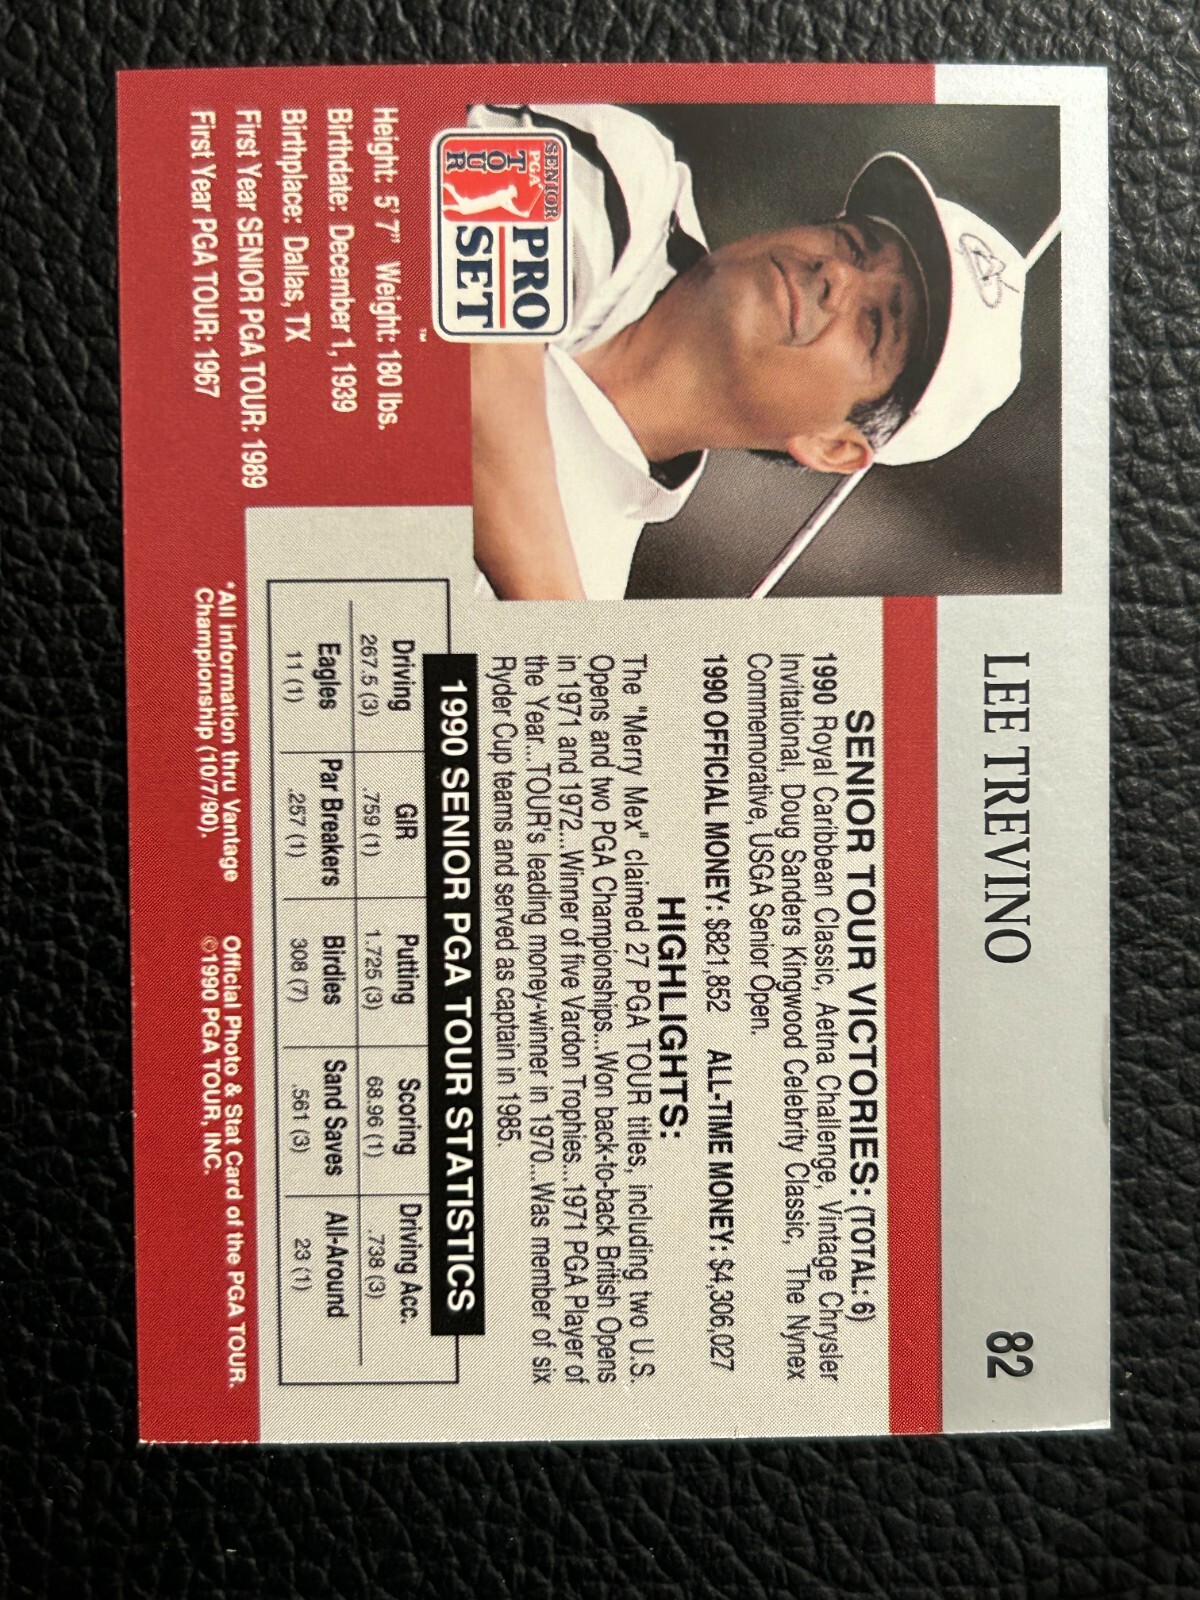 LEE TREVINO 82
SENIOR TOUR VICTORIES: (TOTAL: 6)
1990 Royal Caribbean Classic, Aetna Challenge, Vintage Chrysler
Invitational, Doug Sanders Kingwood Celebrity Classic, The Nynex
Commemorative, USGA Senior Open.
1990 OFFICIAL MONEY: $821,852 ALL-TIME MONEY: $4,306,027
HIGHLIGHTS:
The "Merry Mex" claimed 27 PGA TOUR titles, including two U.S.
Opens and two PGA Championships...Won back-to-back British Opens
in 1971 and 1972...Winner of five Vardon Trophies...1971 PGA Player of
the Year...TOUR's leading money-winner in 1970...Was member of six
Ryder Cup teams and served as captain in 1985.
SENIOR
PGA
TOUR
PRO
SET
™
Height: 5' 7" Weight: 180 lbs.
Birthdate: December 1, 1939
Birthplace: Dallas, TX
First Year SENIOR PGA TOUR: 1989
First Year PGA TOUR: 1967
1990 SENIOR PGA TOUR STATISTICS
Driving GIR Putting Scoring Driving Acc.
267.5 (3) .759 (1) 1.725 (3) 68.96 (1) .738 (3)
Eagles Par Breakers Birdies Sand Saves All-Around
11 (1) .257 (1) 308 (7) .561 (3) 23 (1)
*All information thru Vantage
Championship (10/7/90).
Official Photo & Stat Card of the PGA TOUR.
©1990 PGA TOUR, INC.